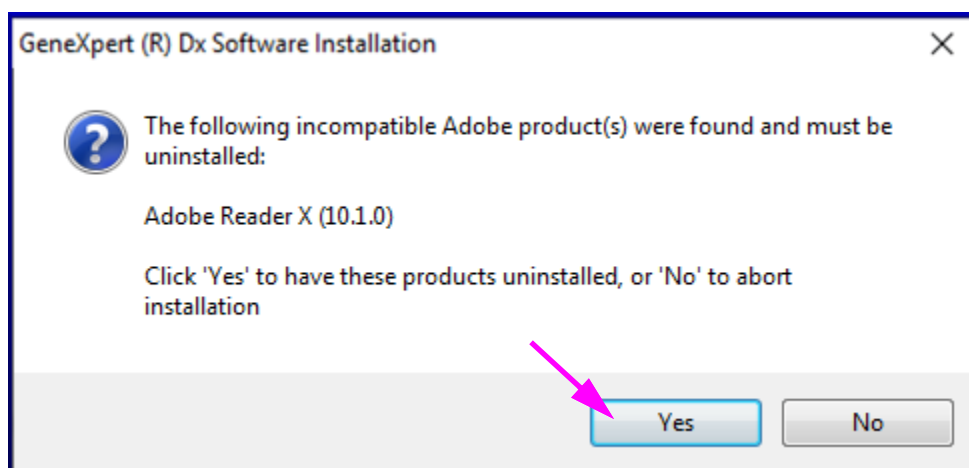 GeneXpert (R) Dx Software Installation
The following incompatible Adobe product(s) were found and must be
uninstalled:
Adobe Reader X (10.1.0)
Click 'Yes' to have these products uninstalled, or 'No' to abort
installation
Yes
No